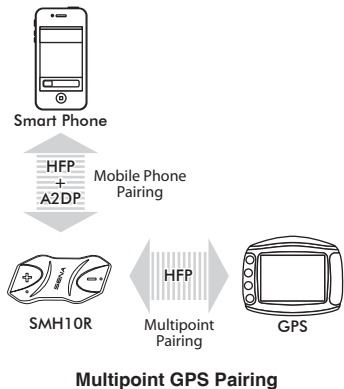 Smart Phone
HFP
+
A2DP
Mobile Phone
Pairing
SENA
SMH10R
HFP
Multipoint
Pairing
GPS
Multipoint GPS Pairing